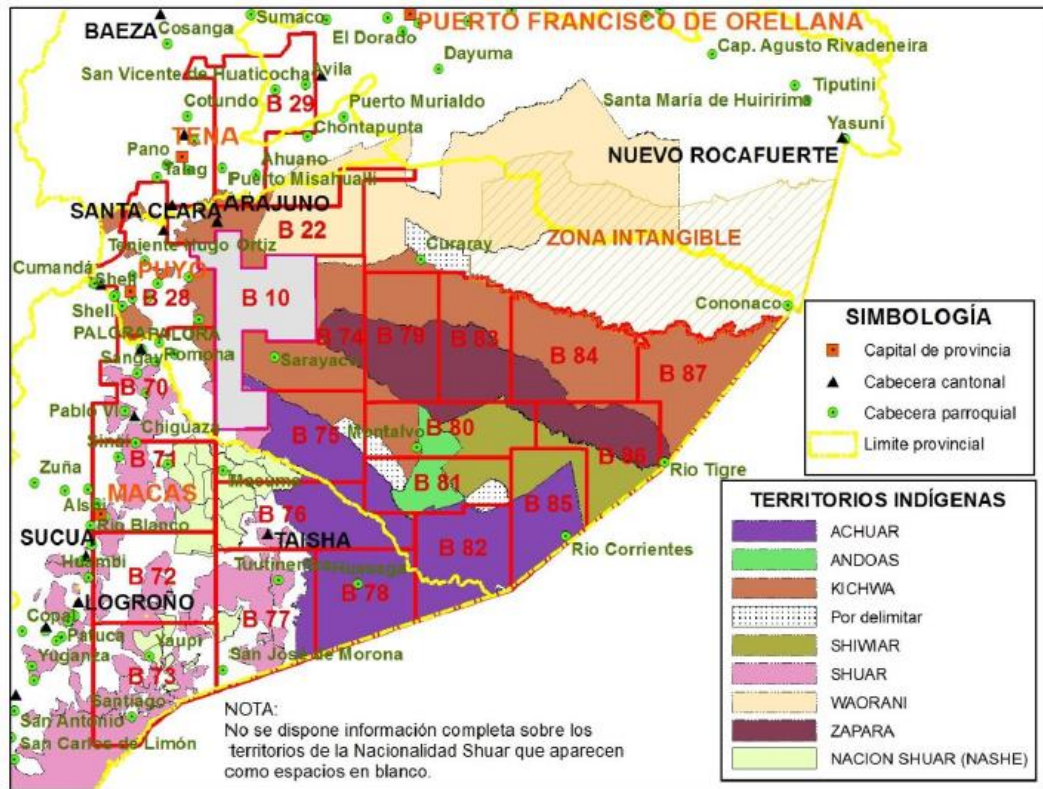 BAEZA
Cosanga
Sumaco
PUERTO FRANCISCO DE ORELLANA
El Dorado
Dayuma
Cap. Agusto Rivadeneira
San Vicente de Huaticocha
Avila
Tiputini
Cotundo
B 29
Puerto Murialdo
Santa María de Huiririma
TENA
Chontapunta
Yasuní
Pano
Ahuano
NUEVO ROCAFUERTE
Talag
Puerto Misahualli
SANTA CLARA
ARAJUNO
B 22
Teniente Hugo Ortiz
Curaray
ZONA INTANGIBLE
Cumandá
Shell
PUYO
B 28
B 10
Shell
Cononaco
PALORA
B 74
B 79
B 83
B 84
B 87
Sangay
Pomona
Sarayacu
B 70
Pablo VI
Chiguaza
B 75
Montalvo
B 80
Sinaí
B 71
B 81
B 86
Rio Tigre
Zuña
Macuma
B 85
MACAS
Rio Blanco
B 76
SUCUA
TAISHA
B 82
Rio Corrientes
Huambi
B 72
Tuutinentza
Huasaga
B 78
LOGROÑO
B 77
Copal
Patuca
Yaupi
Yuganza
San José de Morona
B 73
Santiago
San Antonio
San Carlos de Limón
NOTA:
No se dispone información completa sobre los
territorios de la Nacionalidad Shuar que aparecen
como espacios en blanco.
SIMBOLOGÍA
Capital de provincia
Cabecera cantonal
Cabecera parroquial
Limite provincial
TERRITORIOS INDÍGENAS
ACHUAR
ANDOAS
KICHWA
Por delimitar
SHIWIAR
SHUAR
WAORANI
ZAPARA
NACION SHUAR (NASHE)